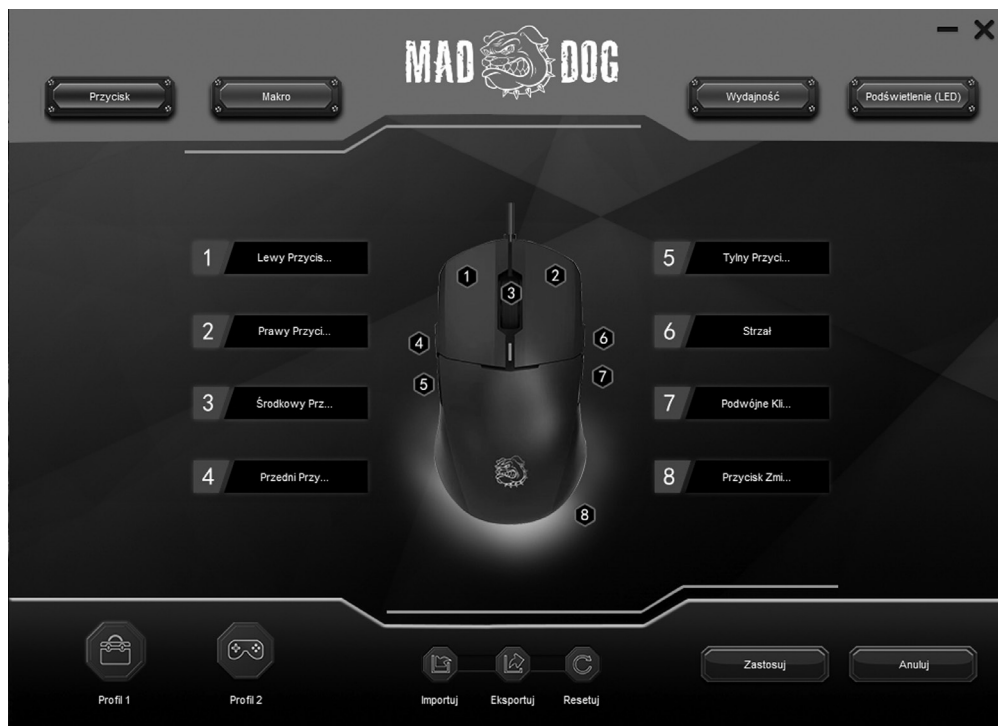 MAD DOG
Przycisk
Makro
Wydajność
Podświetlenie (LED)
1 Lewy Przycis...
2 Prawy Przyci...
3 Środkowy Prz...
4 Przedni Przy...
5 Tylny Przyci...
6 Strzał
7 Podwójne Kli...
8 Przycisk Zmi...
1
2
3
4
5
6
7
8
Profil 1
Profil 2
Importuj
Eksportuj
Resetuj
Zastosuj
Anuluj